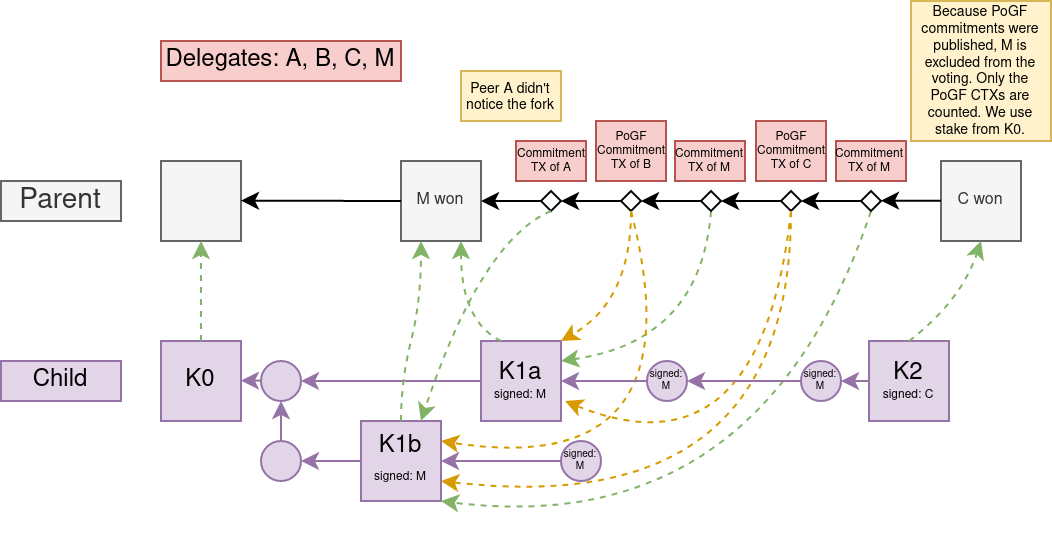 Because PoGF
commitments were
published, M is
excluded from the
voting. Only the
PoGF CTXs are
counted. We use
stake from K0.
Delegates: A, B, C, M
Peer A didn't
notice the fork
Commitment
TX of A
PoGF
Commitment
TX of B
Commitment
TX of M
PoGF
Commitment
TX of C
Commitment
TX of M
Parent
M won
C won
Child
K0
K1a
signed: M
signed:
M
signed:
M
K2
signed: C
K1b
signed: M
signed:
M